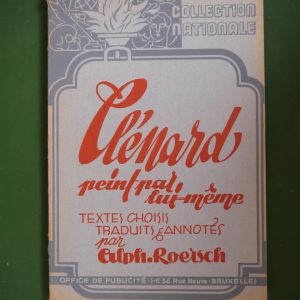 COLLECTION
NATIONALE
Clénard
peint par
lui-même
TEXTES CHOISIS
TRADUITS & ANNOTÉS
par
Alph. Roersch
OFFICE DE PUBLICITÉ
36 Rue Neuve - BRUXELLES